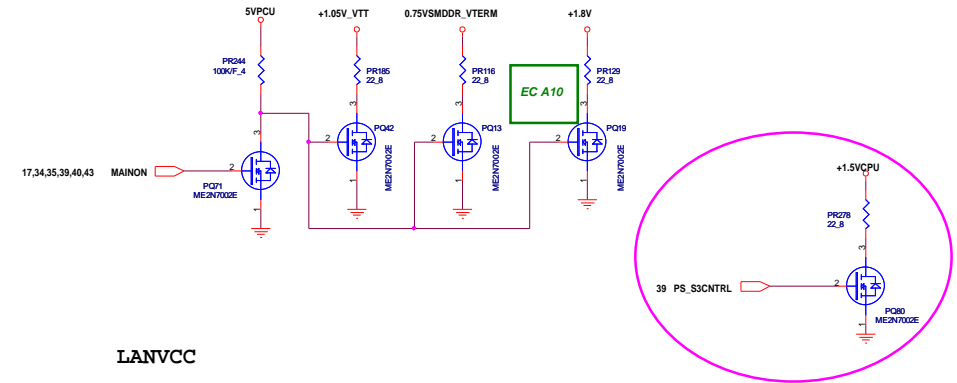 5VPCU +1.05V_VTT 0.75VSMDDR_VTERM +1.8V
PR244
100K/F_4
PR185
22_8
PR116
22_8
PR129
22_8
EC A10
3 3 3 3
PQ42 PQ13 PQ19
2 2 2
ME2N7002E ME2N7002E ME2N7002E
17,34,35,39,40,43 MAINON 2
PQ71
ME2N7002E
1 1 1 1
+1.5VCPU
PR278
22_8
3
39 PS_S3CNTRL 2
PQ80
ME2N7002E
1
LANVCC